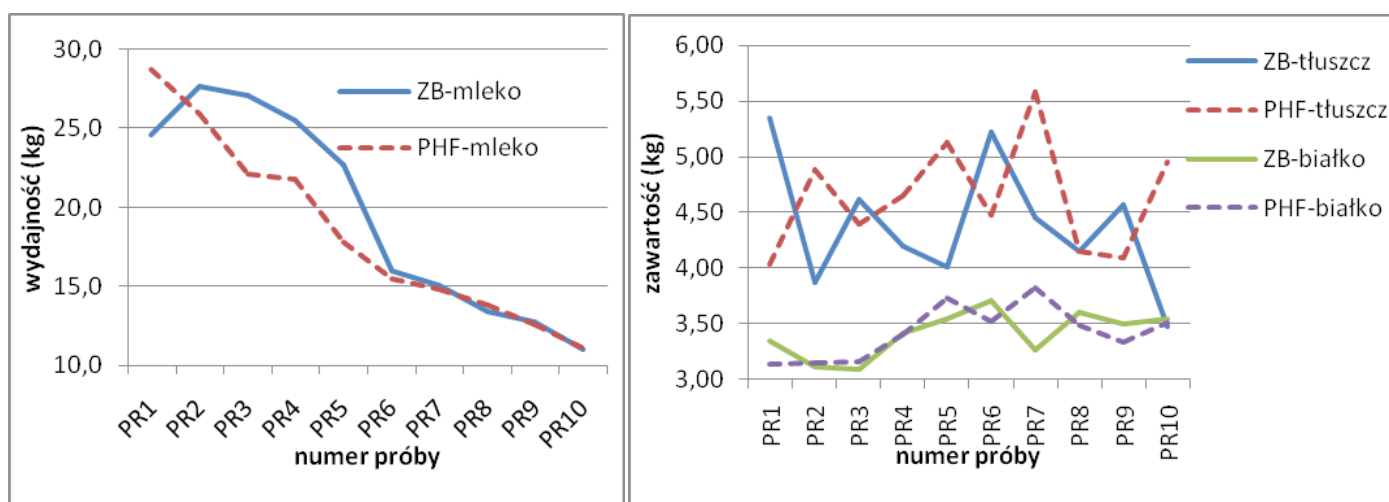 30,0
25,0
20,0
15,0
10,0
wydajność (kg)
ZB-mleko
PHF-mleko
PR1 PR2 PR3 PR4 PR5 PR6 PR7 PR8 PR9 PR10
numer próby
6,00
5,50
5,00
4,50
4,00
3,50
3,00
zawartość (kg)
ZB-tłuszcz
PHF-tłuszcz
ZB-białko
PHF-białko
PR1 PR2 PR3 PR4 PR5 PR6 PR7 PR8 PR9 PR10
numer próby